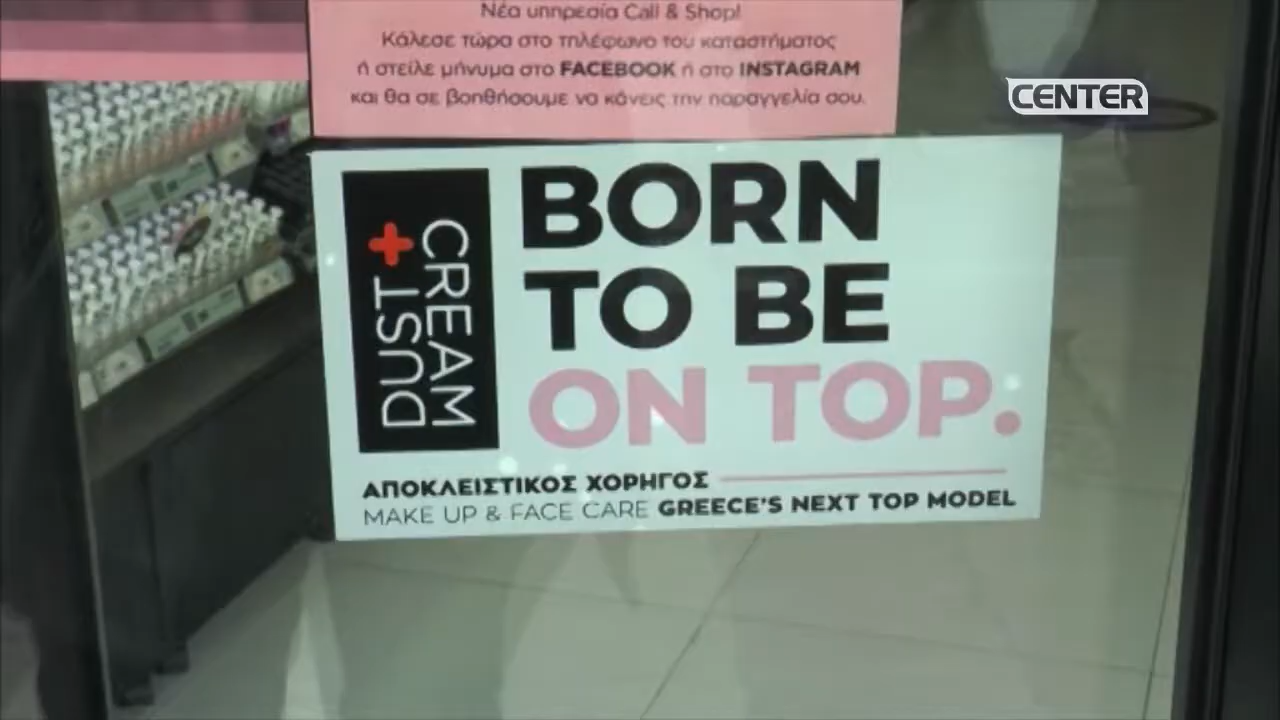 Νέα υπηρεσία Call & Shop!
Κάλεσε τώρα στο τηλέφωνο του καταστήματος
ή στείλε μήνυμα στο FACEBOOK ή στο INSTAGRAM
και θα σε βοηθήσουμε να κάνεις την παραγγελία σου.
CENTER
DUST + CREAM
BORN
TO BE
ON TOP.
ΑΠΟΚΛΕΙΣΤΙΚΟΣ ΧΟΡΗΓΟΣ
MAKE UP & FACE CARE GREECE'S NEXT TOP MODEL